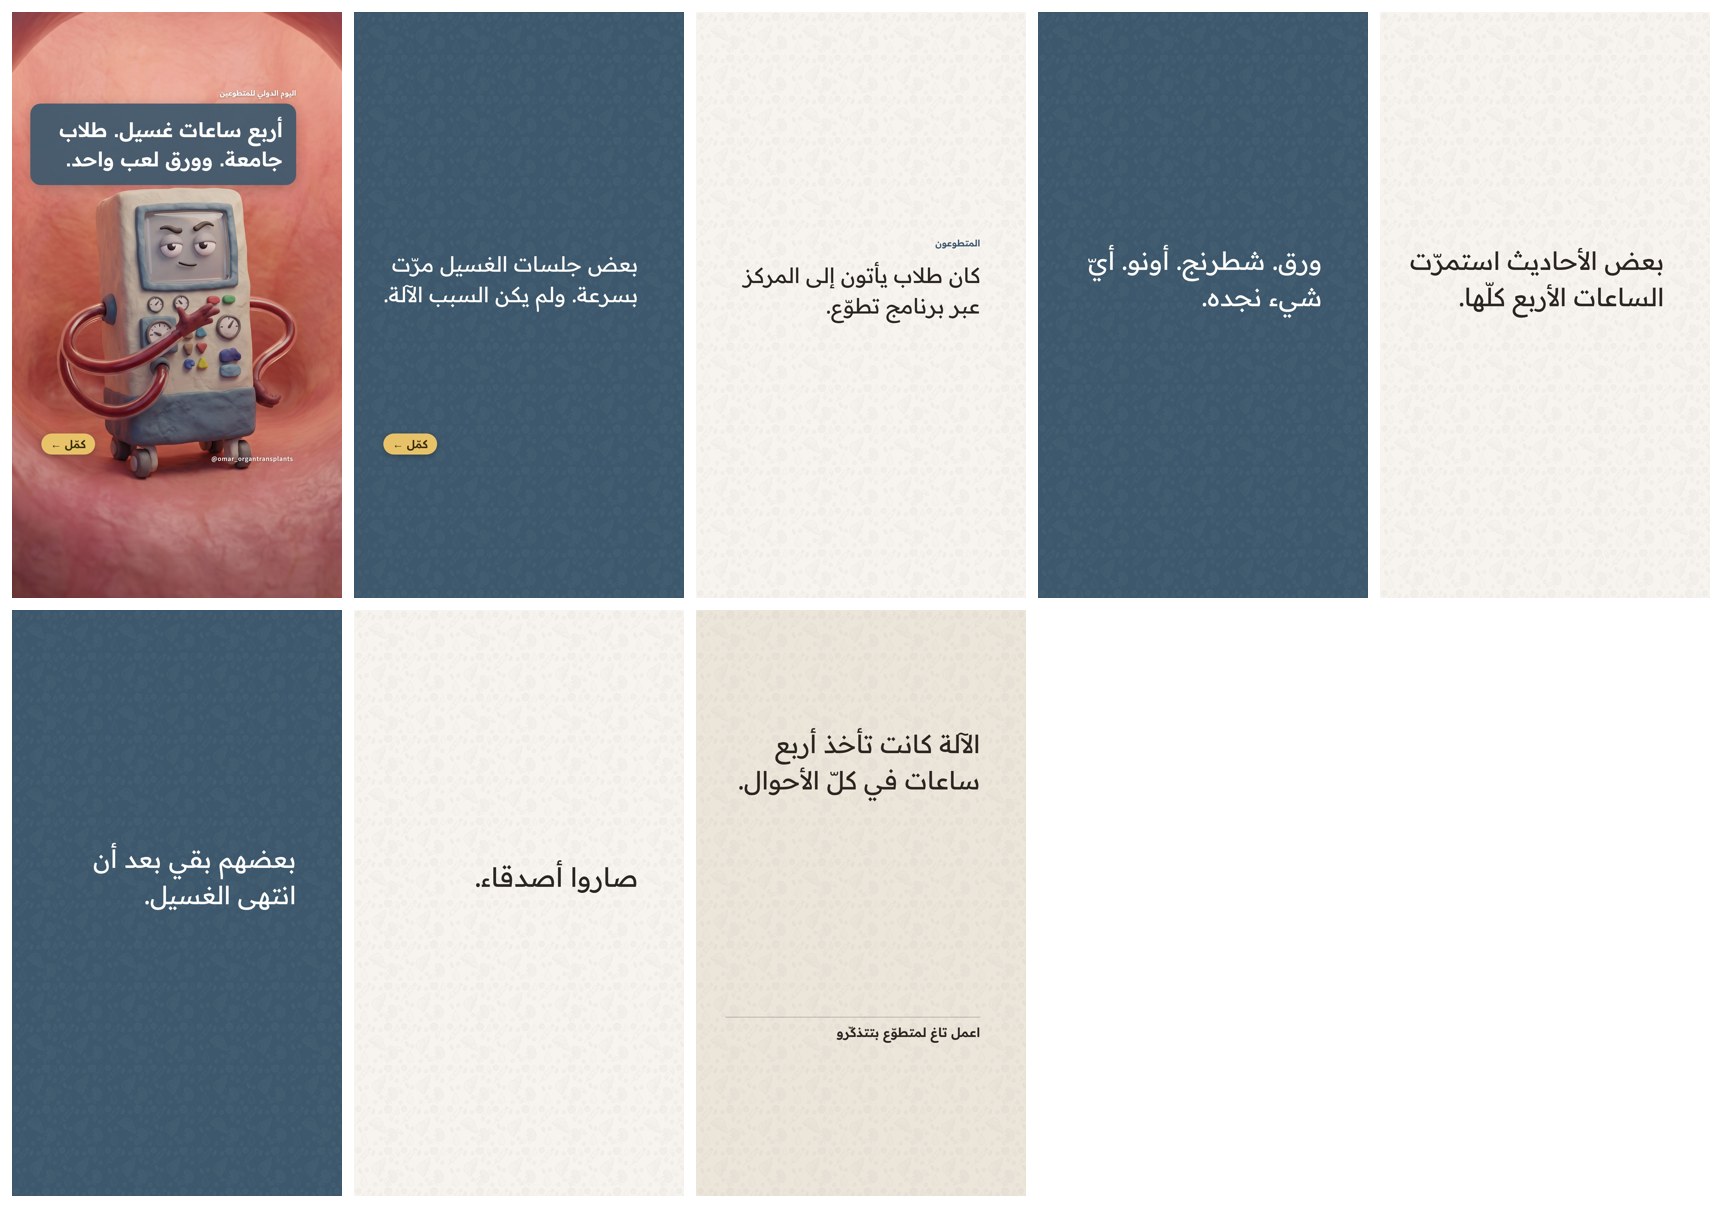 اليوم الدولي للمتطوعين
أربع ساعات غسيل. طلاب
جامعة. وورق لعب واحد.
كمّل ←
@omar_organtransplants
بعض جلسات الغسيل مرّت
بسرعة. ولم يكن السبب الآلة.
كمّل ←
المتطوعون
كان طلاب يأتون إلى المركز
عبر برنامج تطوّع.
ورق. شطرنج. أونو. أيّ
شيء نجده.
بعض الأحاديث استمرّت
الساعات الأربع كلّها.
بعضهم بقي بعد أن
انتهى الغسيل.
صاروا أصدقاء.
الآلة كانت تأخذ أربع
ساعات في كلّ الأحوال.
اعمل تاغ لمتطوّع بتتذكّرو